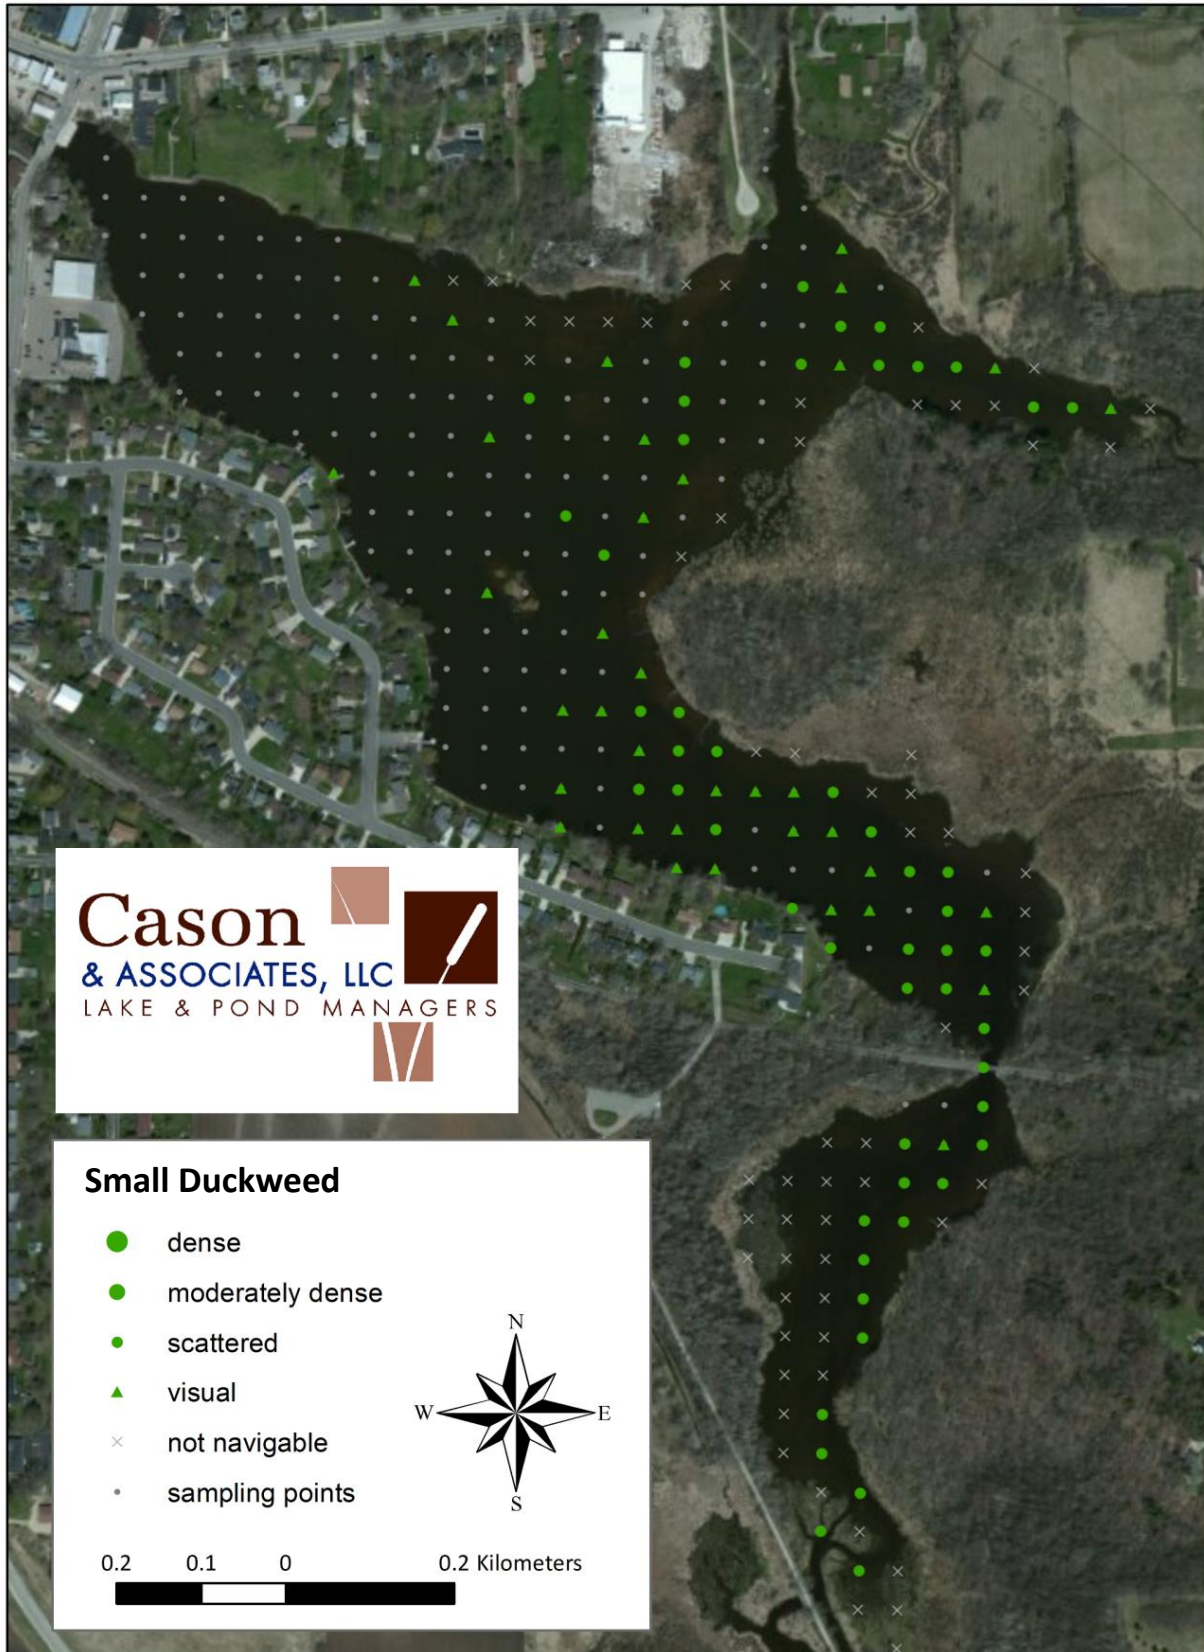 Cason
& ASSOCIATES, LLC
LAKE & POND MANAGERS
Small Duckweed
dense
moderately dense
scattered
visual
not navigable
sampling points
N
W E
S
0.2 0.1 0 0.2 Kilometers